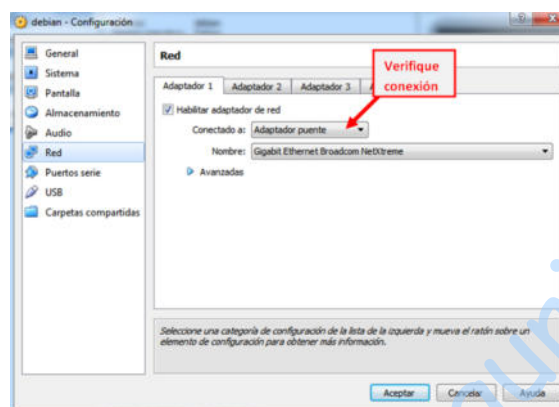 debian - Configuración
General
Sistema
Pantalla
Almacenamiento
Audio
Red
Puertos serie
USB
Carpetas compartidas
Red
Verifique
conexión
Adaptador 1 Adaptador 2 Adaptador 3
Habilitar adaptador de red
Conectado a: Adaptador puente
Nombre: Gigabit Ethernet Broadcom NetXtreme
Avanzadas
Seleccione una categoría de configuración de la lista de la izquierda y mueva el ratón sobre un
elemento de configuración para obtener más información.
Aceptar Cancelar Ayuda